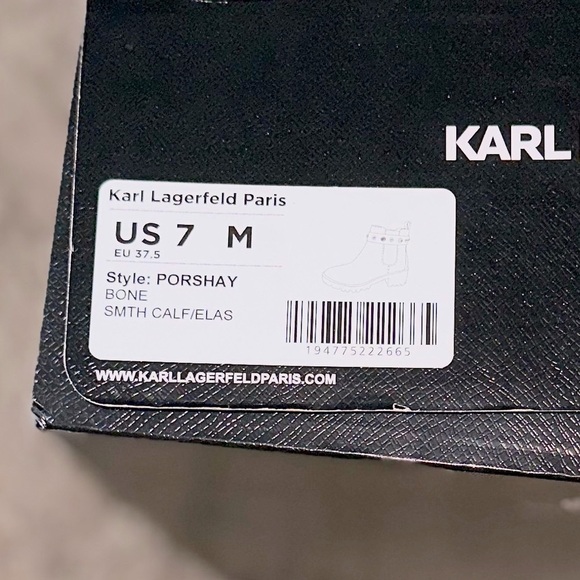 KARL
Karl Lagerfeld Paris
US 7 M
EU 37.5
Style: PORSHAY
BONE
SMTH CALF/ELAS
194775222665
WWW.KARLLAGERFELDPARIS.COM